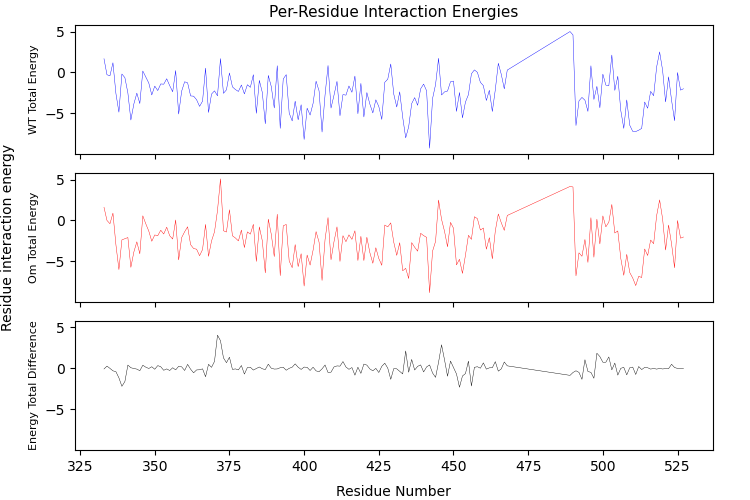 Per-Residue Interaction Energies
Residue interaction energy
WT Total Energy
5
0
−5
Om Total Energy
5
0
−5
Energy Total Difference
5
0
−5
325 350 375 400 425 450 475 500 525
Residue Number